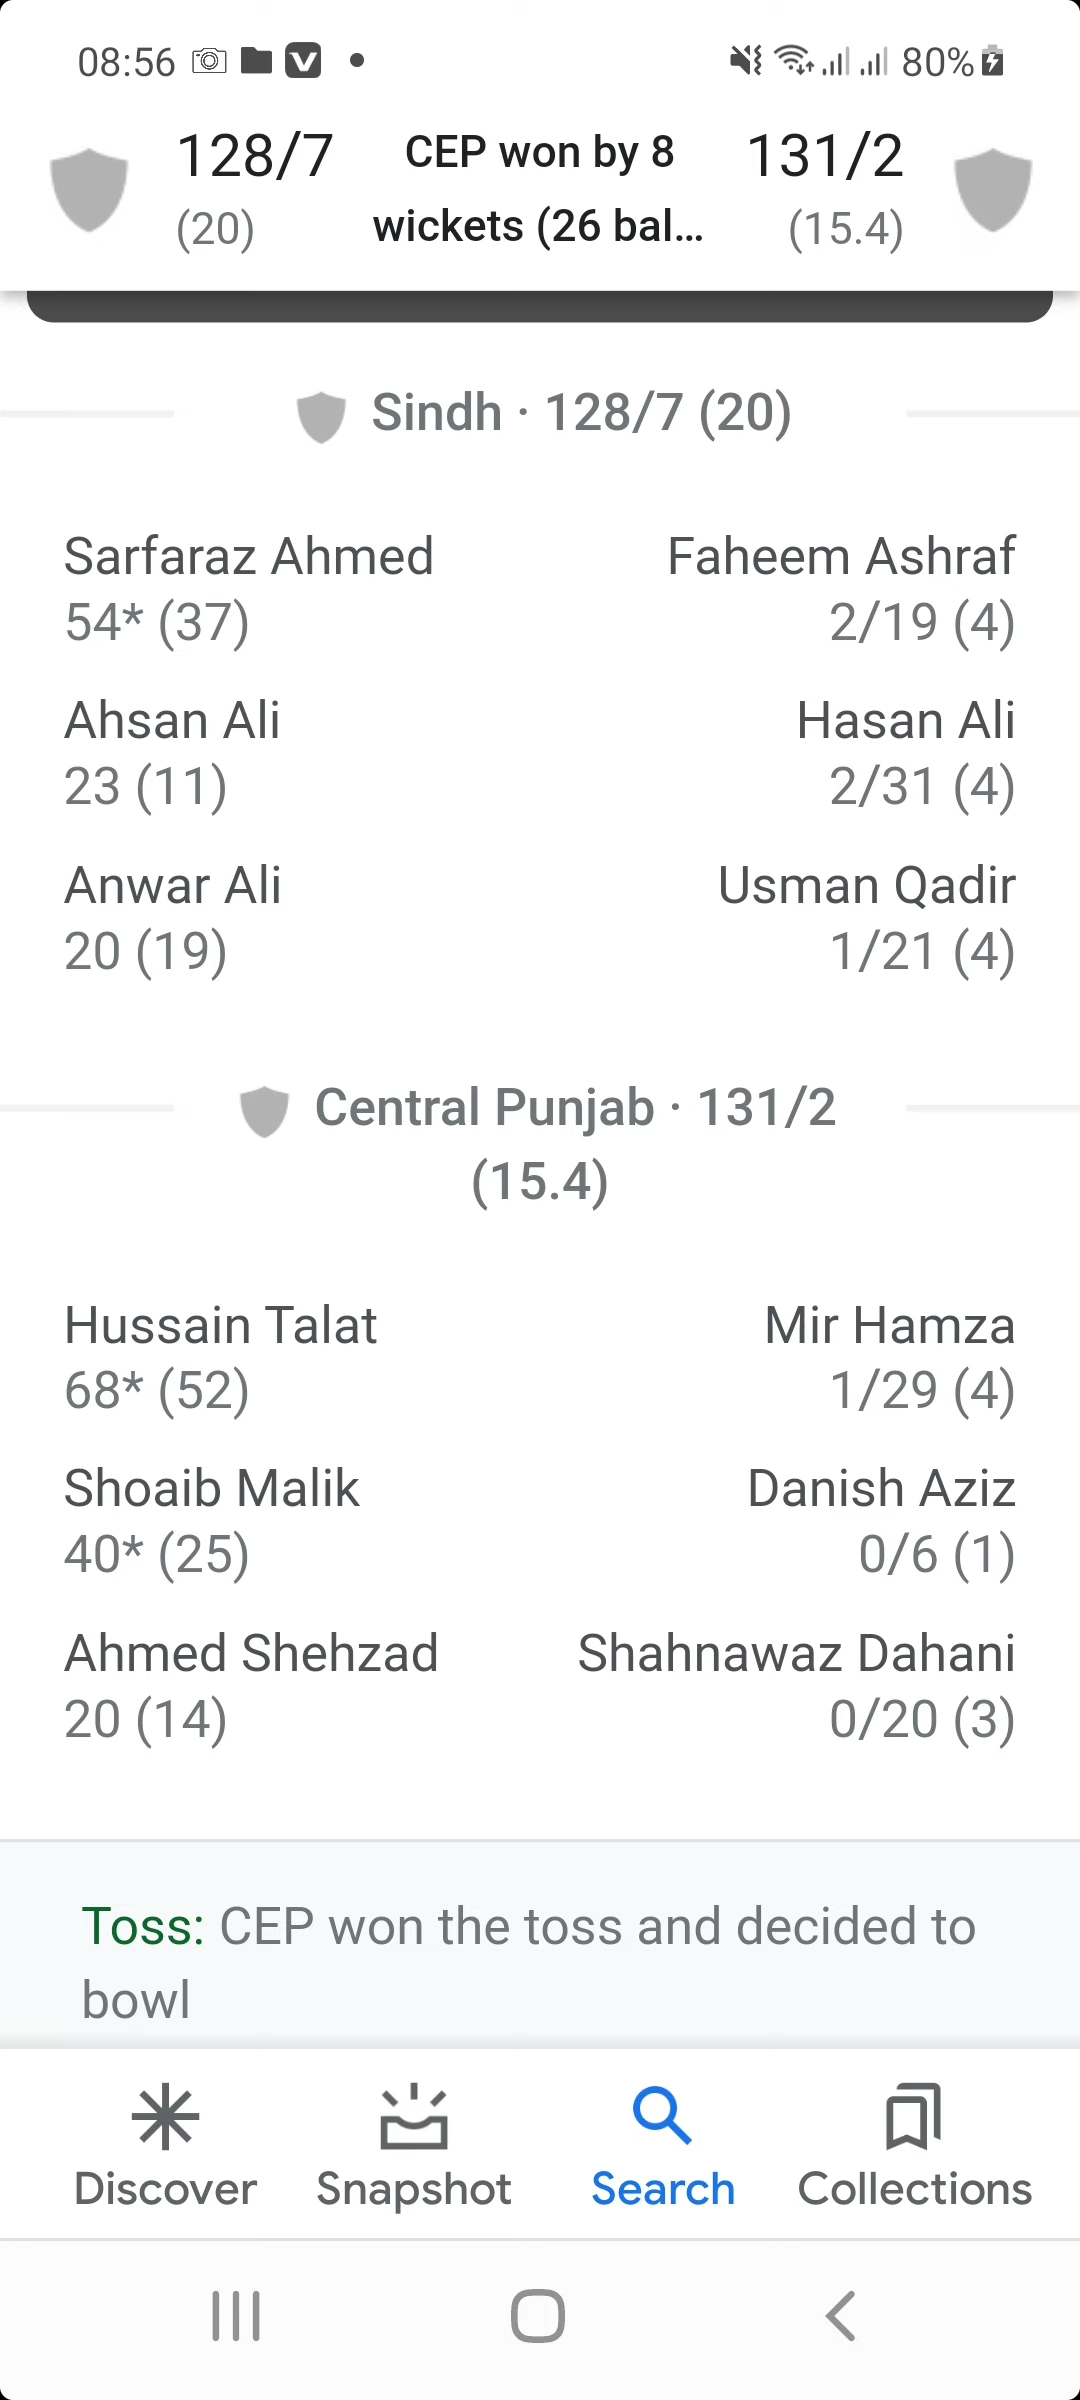 08:56
80%
128/7
CEP won by 8
131/2
(20)
wickets (26 bal...
(15.4)
Sindh · 128/7 (20)
Sarfaraz Ahmed
Faheem Ashraf
54* (37)
2/19 (4)
Ahsan Ali
Hasan Ali
23 (11)
2/31 (4)
Anwar Ali
Usman Qadir
20 (19)
1/21 (4)
Central Punjab · 131/2
(15.4)
Hussain Talat
Mir Hamza
68* (52)
1/29 (4)
Shoaib Malik
Danish Aziz
40* (25)
0/6 (1)
Ahmed Shehzad
Shahnawaz Dahani
20 (14)
0/20 (3)
Toss: CEP won the toss and decided to
bowl
Discover
Snapshot
Search
Collections